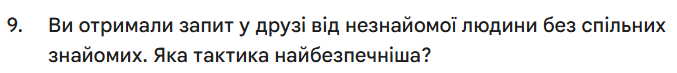 9. Ви отримали запит у друзі від незнайомої людини без спільних
знайомих. Яка тактика найбезпечніша?